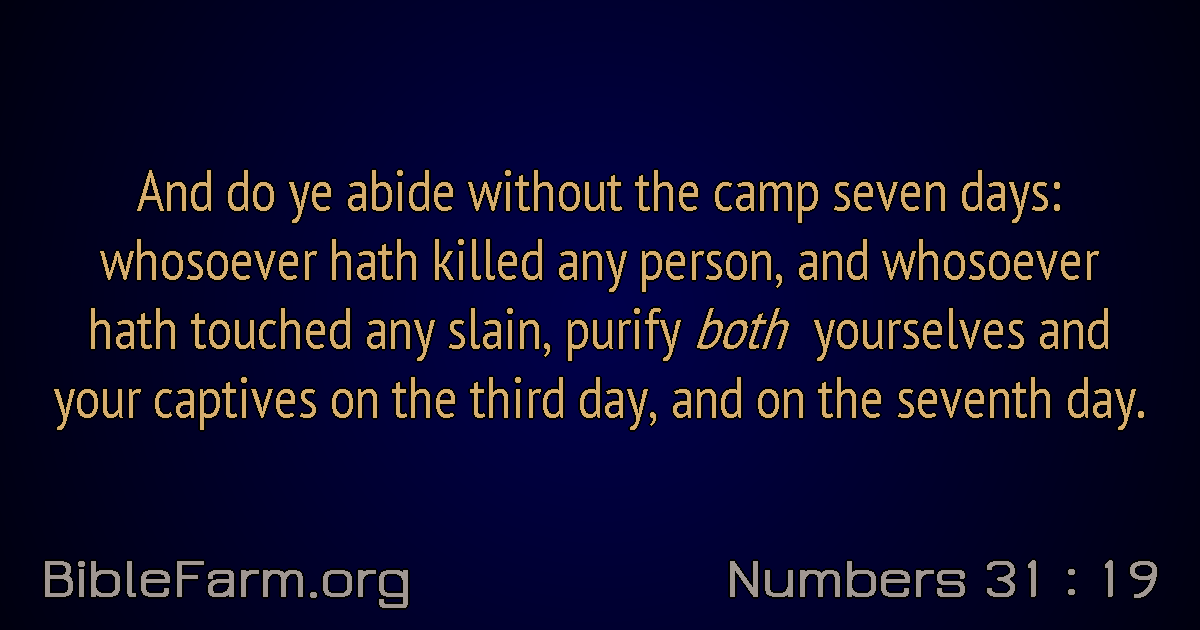 And do ye abide without the camp seven days:
whosoever hath killed any person, and whosoever
hath touched any slain, purify both yourselves and
your captives on the third day, and on the seventh day.
BibleFarm.org
Numbers 31 : 19